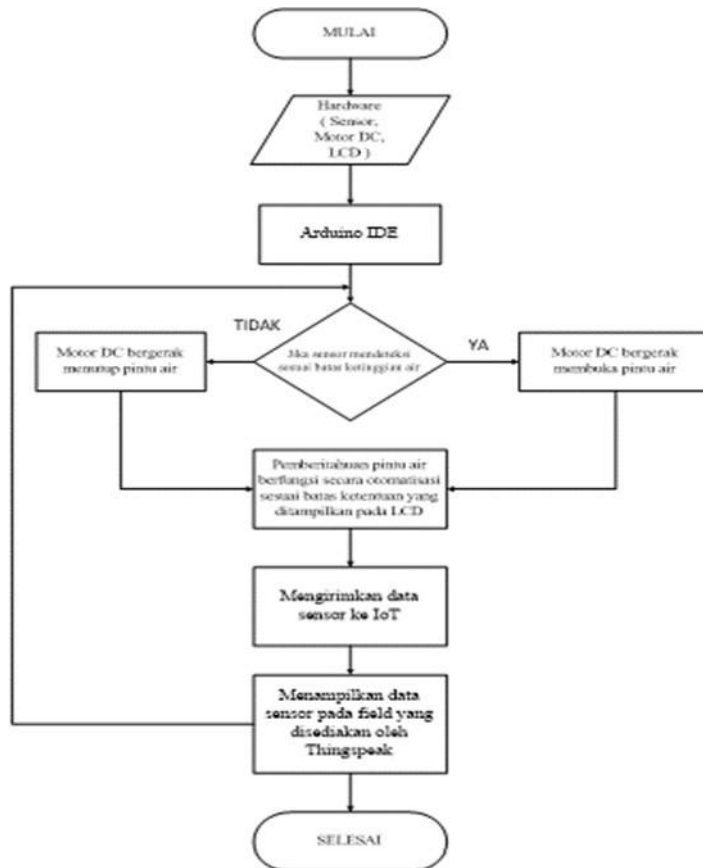 MULAI
Hardware
( Sensor,
Motor DC,
LCD )
Arduino IDE
TIDAK
YA
Jika sensor mendeteksi
sesuai batas ketinggian air
Motor DC bergerak
menutup pintu air
Motor DC bergerak
membuka pintu air
Pemberitahuan pintu air
berfungsi secara otomatisasi
sesuai batas ketentuan yang
ditampilkan pada LCD
Mengirimkan data
sensor ke IoT
Menampilkan data
sensor pada field yang
disediakan oleh
Thingspeak
SELESAI